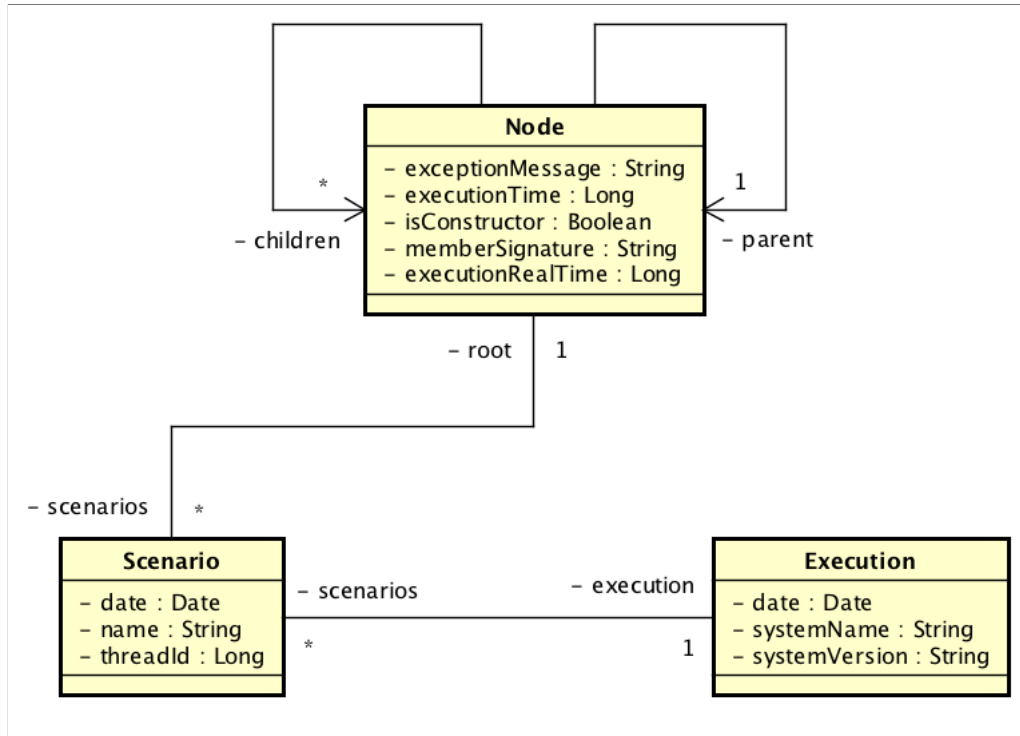 Node
- exceptionMessage : String
- executionTime : Long
- isConstructor : Boolean
- memberSignature : String
- executionRealTime : Long
*
- children
1
- parent
- root
1
- scenarios
*
Scenario
- date : Date
- name : String
- threadId : Long
- scenarios
*
- execution
1
Execution
- date : Date
- systemName : String
- systemVersion : String